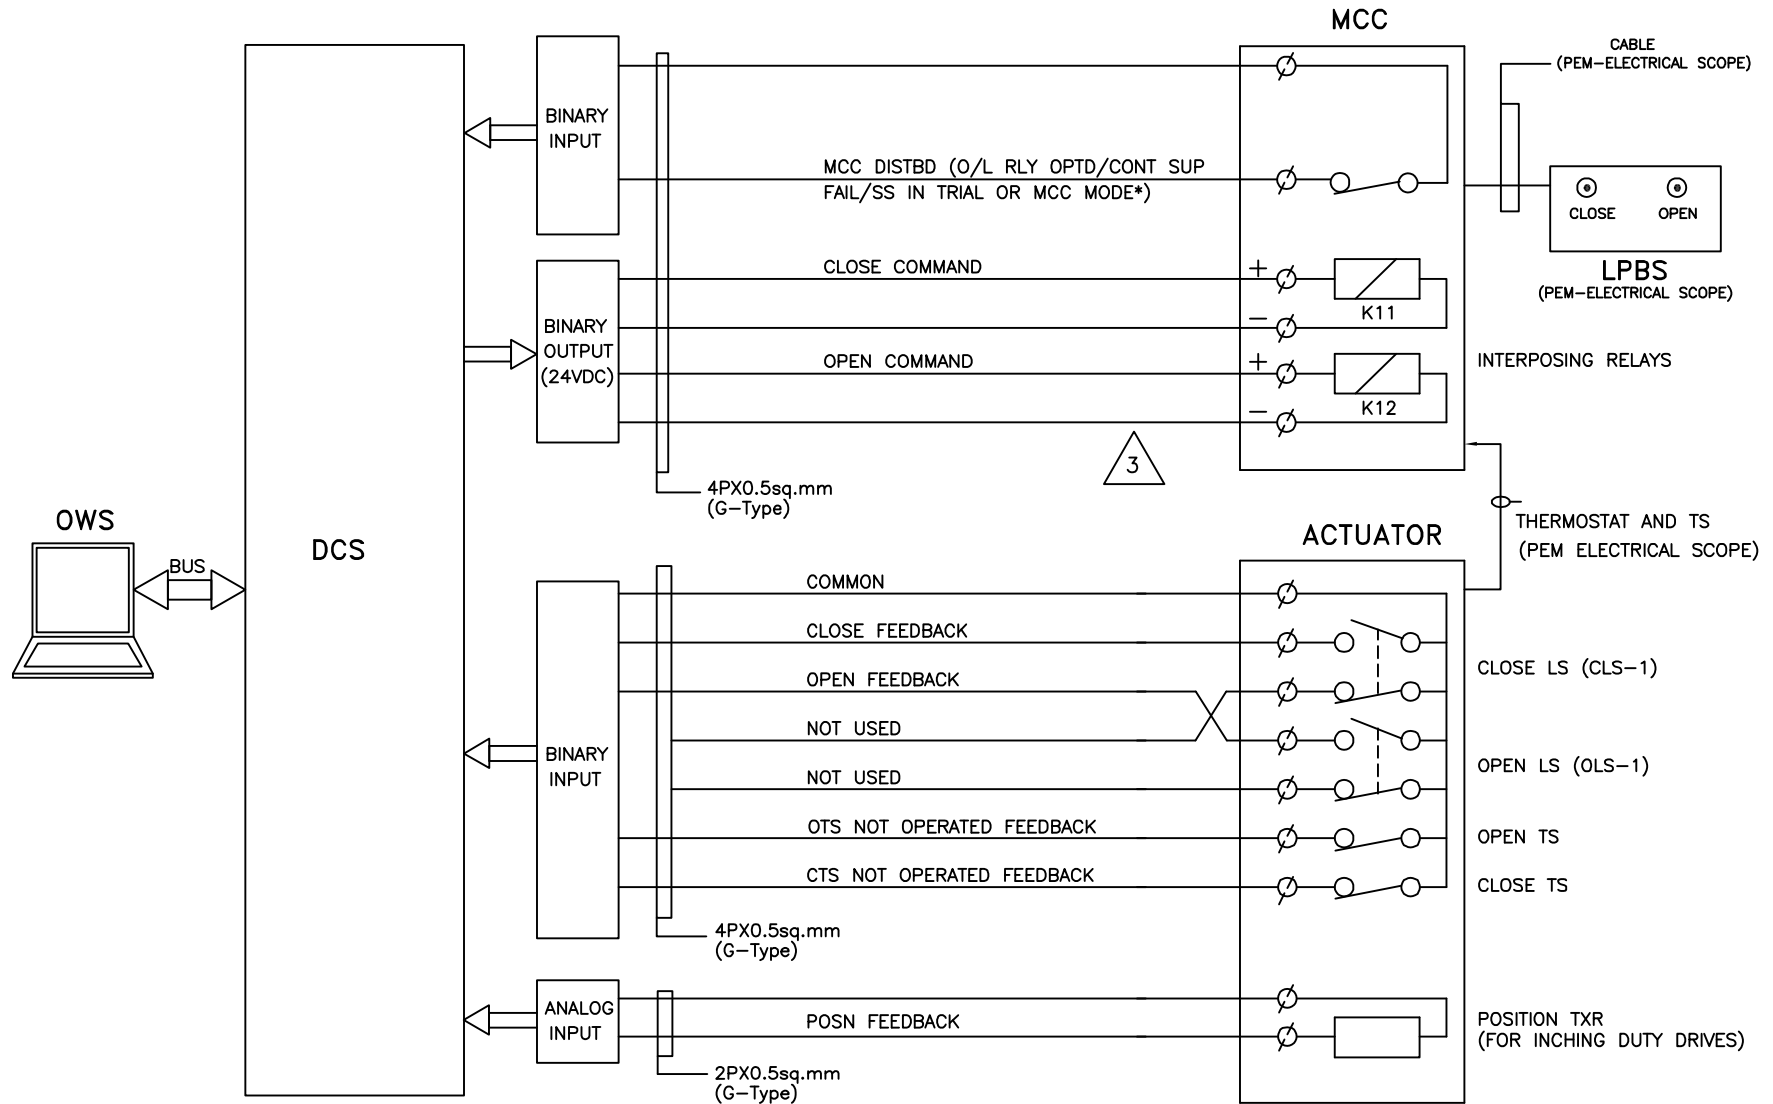 MCC
CABLE
(PEM-ELECTRICAL SCOPE)
BINARY
INPUT
MCC DISTBD (O/L RLY OPTD/CONT SUP
FAIL/SS IN TRIAL OR MCC MODE*)
CLOSE
OPEN
LPBS
(PEM-ELECTRICAL SCOPE)
CLOSE COMMAND
+
K11
BINARY
OUTPUT
(24VDC)
−
OPEN COMMAND
+
K12
−
INTERPOSING RELAYS
3
4PX0.5sq.mm
(G-Type)
OWS
BUS
DCS
THERMOSTAT AND TS
(PEM ELECTRICAL SCOPE)
ACTUATOR
COMMON
CLOSE FEEDBACK
CLOSE LS (CLS-1)
OPEN FEEDBACK
NOT USED
BINARY
INPUT
OPEN LS (OLS-1)
NOT USED
OTS NOT OPERATED FEEDBACK
OPEN TS
CTS NOT OPERATED FEEDBACK
CLOSE TS
4PX0.5sq.mm
(G-Type)
ANALOG
INPUT
POSN FEEDBACK
POSITION TXR
(FOR INCHING DUTY DRIVES)
2PX0.5sq.mm
(G-Type)